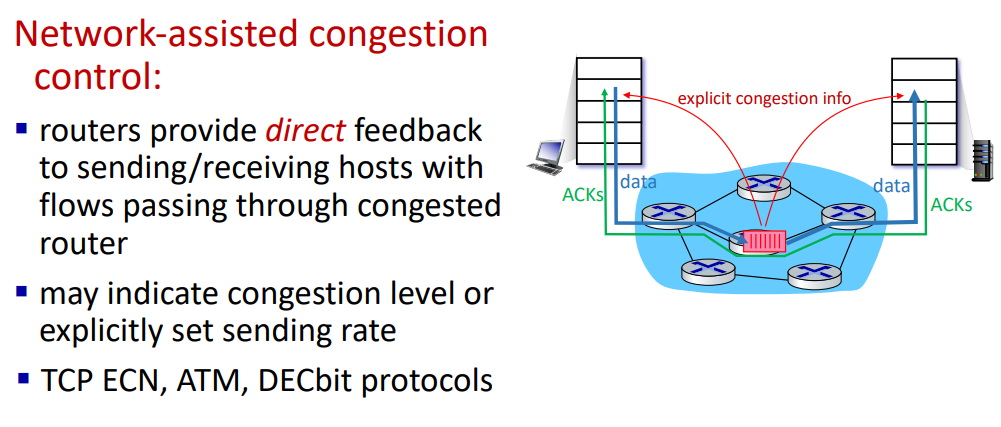 Network-assisted congestion
control:
▪ routers provide direct feedback
to sending/receiving hosts with
flows passing through congested
router
▪ may indicate congestion level or
explicitly set sending rate
▪ TCP ECN, ATM, DECbit protocols
explicit congestion info
data
ACKs
data
ACKs